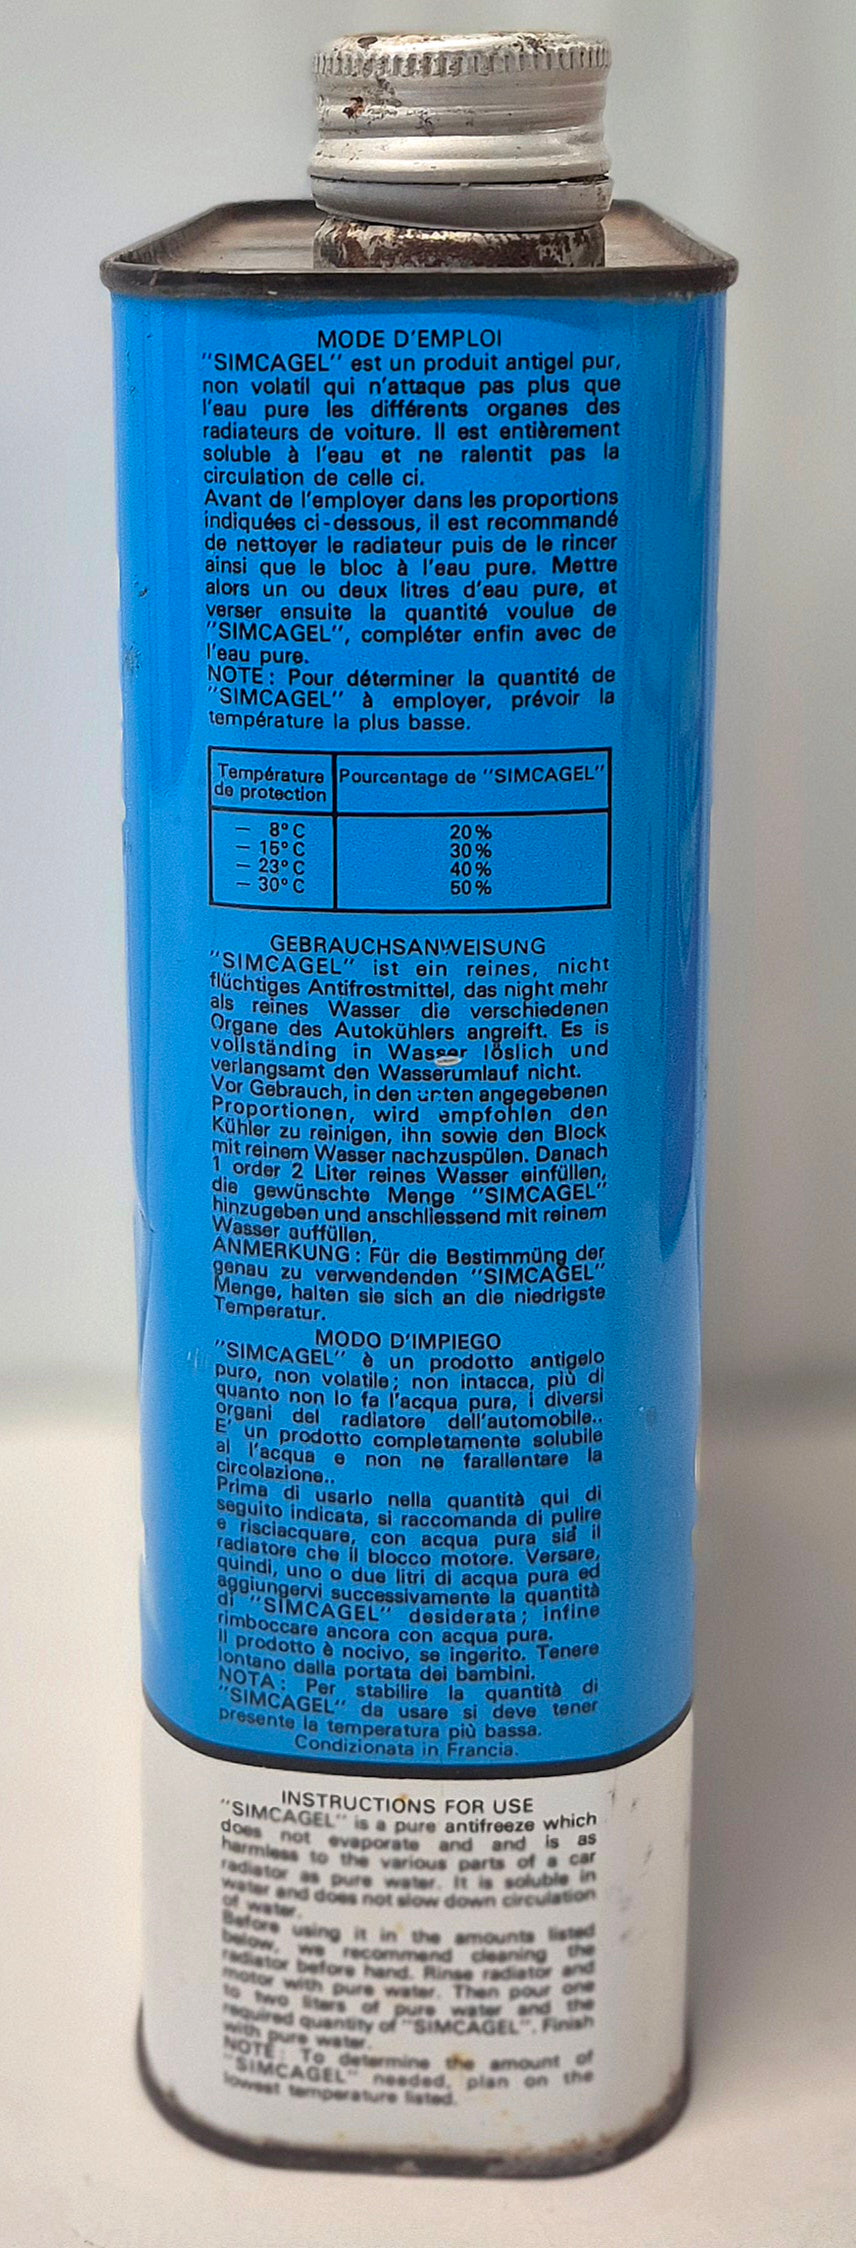 MODE D'EMPLOI
"SIMCAGEL" est un produit antigel pur,
non volatil qui n'attaque pas plus que
l'eau pure les différents organes des
radiateurs de voiture. Il est entièrement
soluble à l'eau et ne ralentit pas la
circulation de celle ci.
Avant de l'employer dans les proportions
indiquées ci-dessous, il est recommandé
de nettoyer le radiateur puis de le rincer
ainsi que le bloc à l'eau pure. Mettre
alors un ou deux litres d'eau pure, et
verser ensuite la quantité voulue de
"SIMCAGEL", compléter enfin avec de
l'eau pure.
NOTE : Pour déterminer la quantité de
"SIMCAGEL" à employer, prévoir la
température la plus basse.
Température Pourcentage de "SIMCAGEL"
de protection
— 8° C 20 %
— 15° C 30 %
— 23° C 40 %
— 30° C 50 %
GEBRAUCHSANWEISUNG
"SIMCAGEL" ist ein reines, nicht
flüchtiges Antifrostmittel, das night mehr
als reines Wasser die verschiedenen
Organe des Autokühlers angreift. Es is
vollständing in Wasser löslich und
verlangsamt den Wasserumlauf nicht.
Vor Gebrauch, in den unten angegebenen
Proportionen, wird empfohlen den
Kühler zu reinigen, ihn sowie den Block
mit reinem Wasser nachzuspülen. Danach
1 order 2 Liter reines Wasser einfüllen,
die gewünschte Menge "SIMCAGEL"
hinzugeben und anschliessend mit reinem
Wasser auffüllen.
ANMERKUNG : Für die Bestimmüng der
genau zu verwendenden "SIMCAGEL"
Menge, halten sie sich an die niedrigste
Temperatur.
MODO D'IMPIEGO
"SIMCAGEL" è un prodotto antigelo
puro, non volatile; non intacca, più di
quanto non lo fa l'acqua pura, i diversi
organi del radiatore dell'automobile..
E' un prodotto completamente solubile
al l'acqua e non ne farallentare la
circolazione..
Prima di usarlo nella quantità qui di
seguito indicata, si raccomanda di pulire
e risciacquare, con acqua pura sia il
radiatore che il blocco motore. Versare,
quindi, uno o due litri di acqua pura ed
aggiungervi successivamente la quantità
di "SIMCAGEL" desiderata; infine
rimboccare ancora con acqua pura.
Il prodotto è nocivo, se ingerito. Tenere
lontano dalla portata dei bambini.
NOTA : Per stabilire la quantità di
"SIMCAGEL" da usare si deve tener
presente la temperatura più bassa.
Condizionata in Francia.
INSTRUCTIONS FOR USE
"SIMCAGEL" is a pure antifreeze which
does not evaporate and and is as
harmless to the various parts of a car
radiator as pure water. It is soluble in
water and does not slow down circulation
of water.
Before using it in the amounts listed
below, we recommend cleaning the
radiator before hand. Rinse radiator and
motor with pure water. Then pour one
to two liters of pure water and the
required quantity of "SIMCAGEL". Finish
with pure water.
NOTE : To determine the amount of
"SIMCAGEL" needed, plan on the
lowest temperature listed.